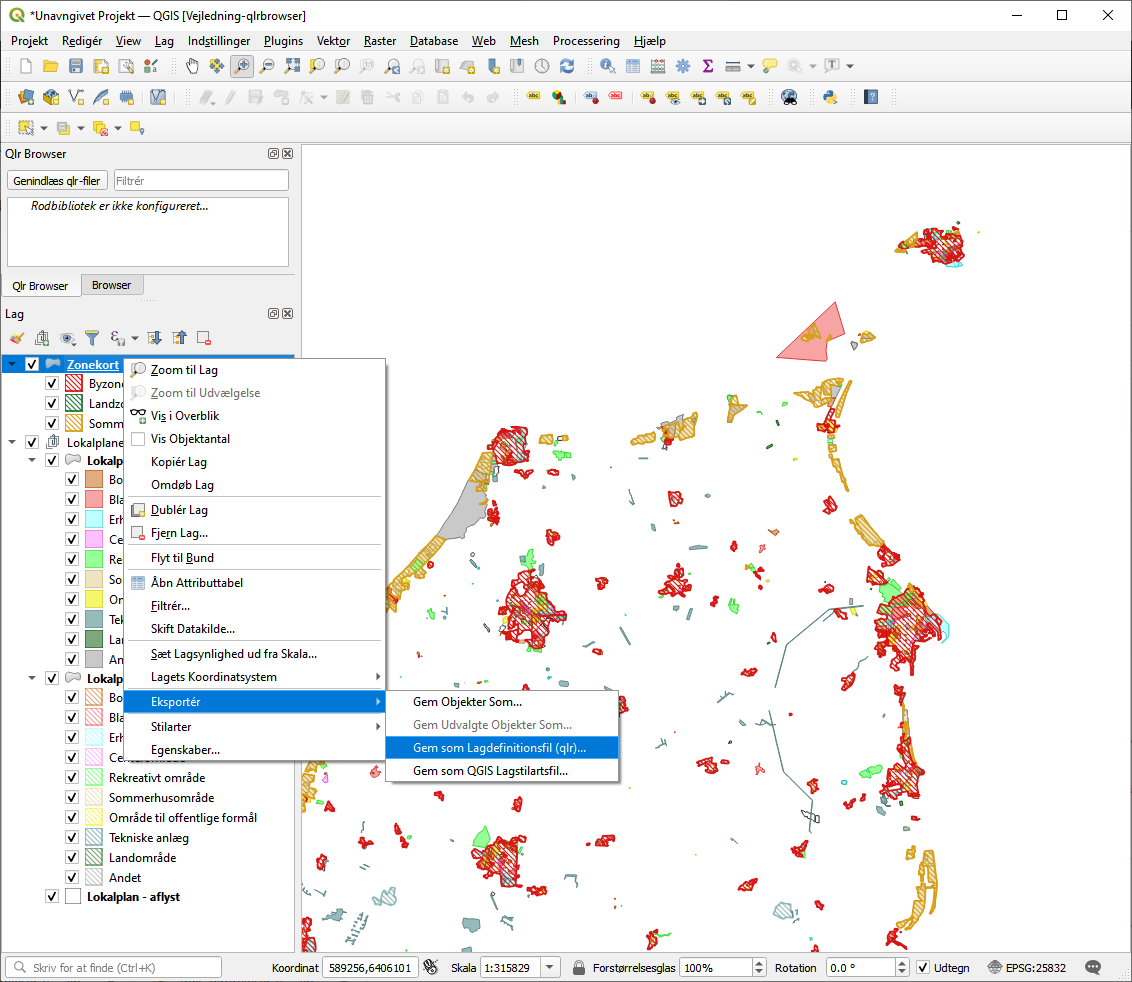 *Unavngivet Projekt — QGIS [Vejledning-qlrbrowser]
Projekt Redigér View Lag Indstillinger Plugins Vektor Raster Database Web Mesh Processering Hjælp
Qlr Browser
Genindlæs qlr-filer Filtrér
Rodbibliotek er ikke konfigureret...
Qlr Browser Browser
Lag
Zonekort
Byzon
Landzo
Somm
Lokalplane
Lokalp
Bo
Bla
Erh
Ce
Re
So
On
Tek
Lan
An
Lokalp
Bo
Bla
Erh
Centerområde
Rekreativt område
Sommerhusområde
Område til offentlige formål
Tekniske anlæg
Landområde
Andet
Lokalplan - aflyst
Zoom til Lag
Zoom til Udvælgelse
Vis i Overblik
Vis Objektantal
Kopiér Lag
Omdøb Lag
Dublér Lag
Fjern Lag...
Flyt til Bund
Åbn Attributtabel
Filtrér...
Skift Datakilde...
Sæt Lagsynlighed ud fra Skala...
Lagets Koordinatsystem
Eksportér
Stilarter
Egenskaber...
Gem Objekter Som...
Gem Udvalgte Objekter Som...
Gem som Lagdefinitionsfil (qlr)...
Gem som QGIS Lagstilartsfil...
Skriv for at finde (Ctrl+K) Koordinat 589256,6406101 Skala 1:315829 Forstørrelsesglas 100% Rotation 0.0 ° Udtegn EPSG:25832